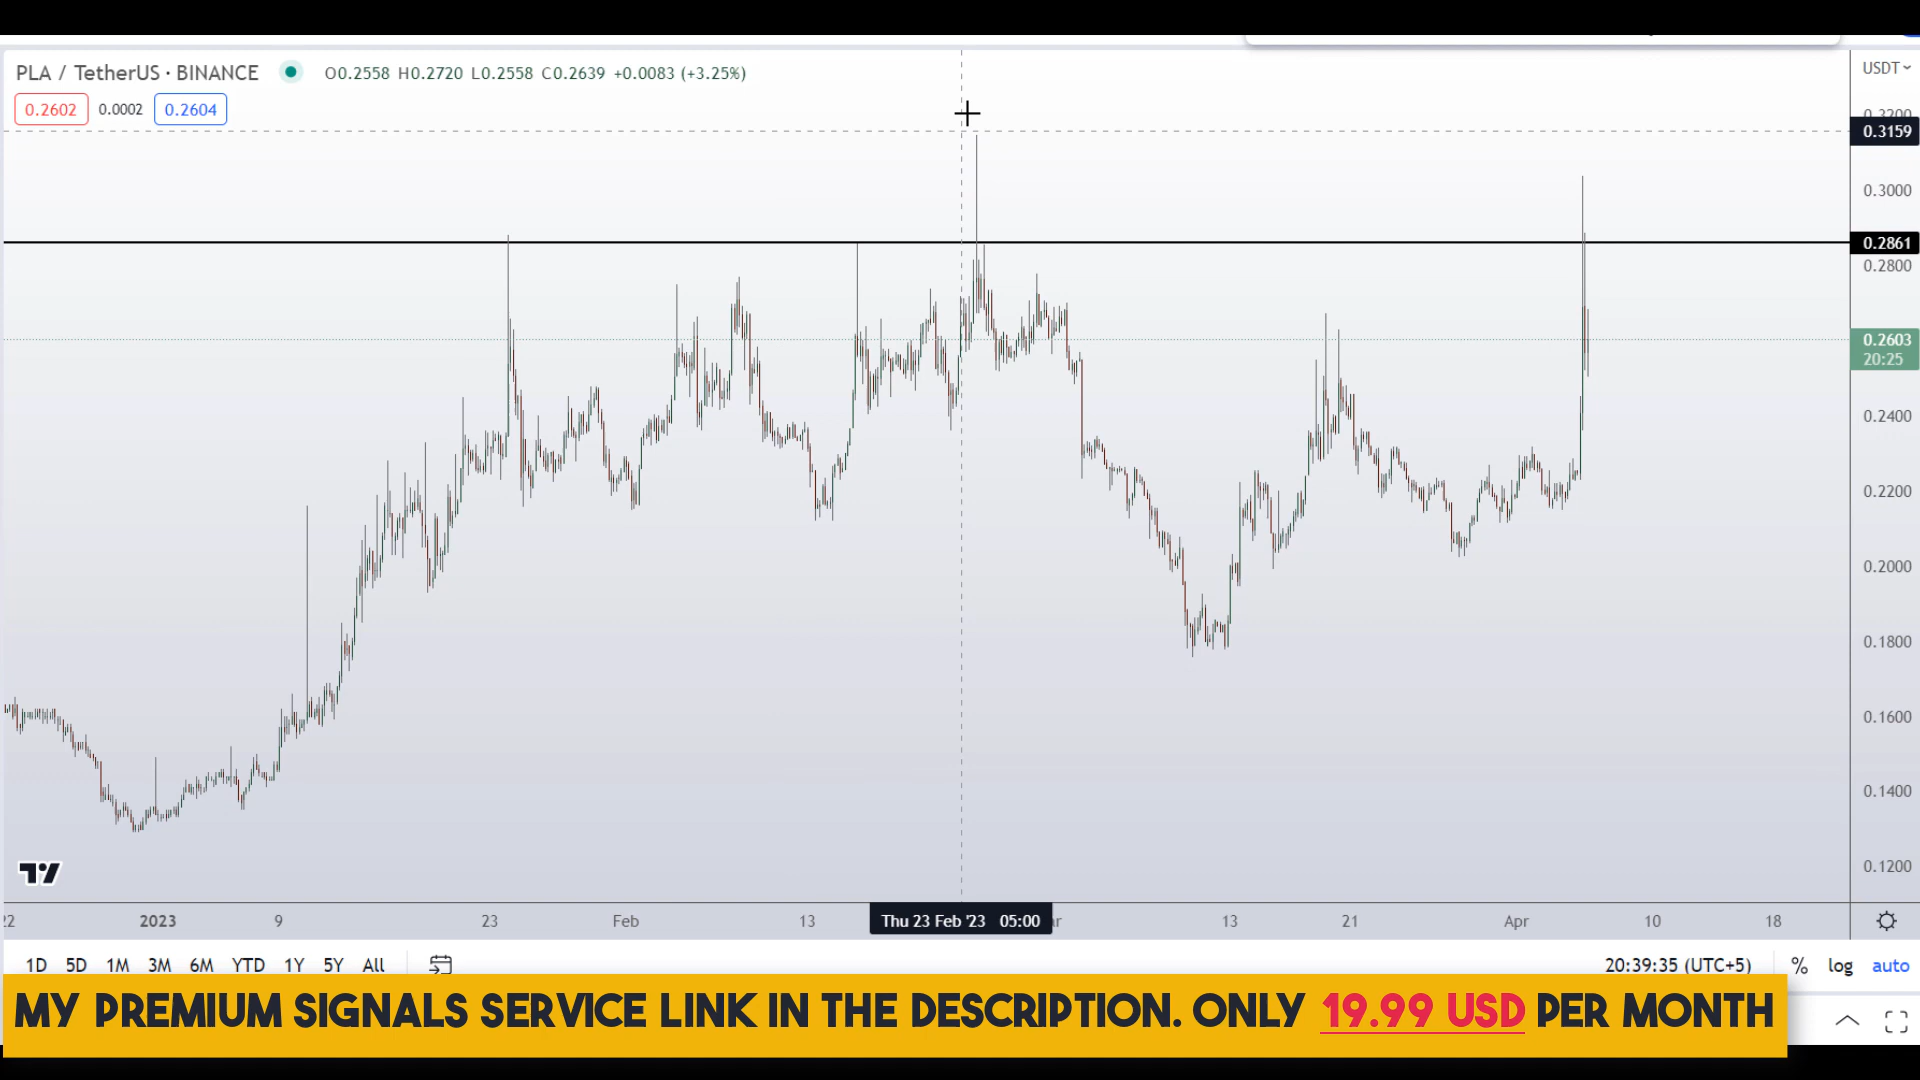 PLA / TetherUS · BINANCE O0.2558 H0.2720 L0.2558 C0.2639 +0.0083 (+3.25%)
USDT
0.2602 0.0002 0.2604
0.3200
0.3159
0.3000
0.2861
0.2800
0.2603
20:25
0.2400
0.2200
0.2000
0.1800
0.1600
0.1400
0.1200
22 2023 9 23 Feb 13 Thu 23 Feb '23 05:00 13 21 Apr 10 18
1D 5D 1M 3M 6M YTD 1Y 5Y All 20:39:35 (UTC+5) % log auto
MY PREMIUM SIGNALS SERVICE LINK IN THE DESCRIPTION. ONLY 19.99 USD PER MONTH